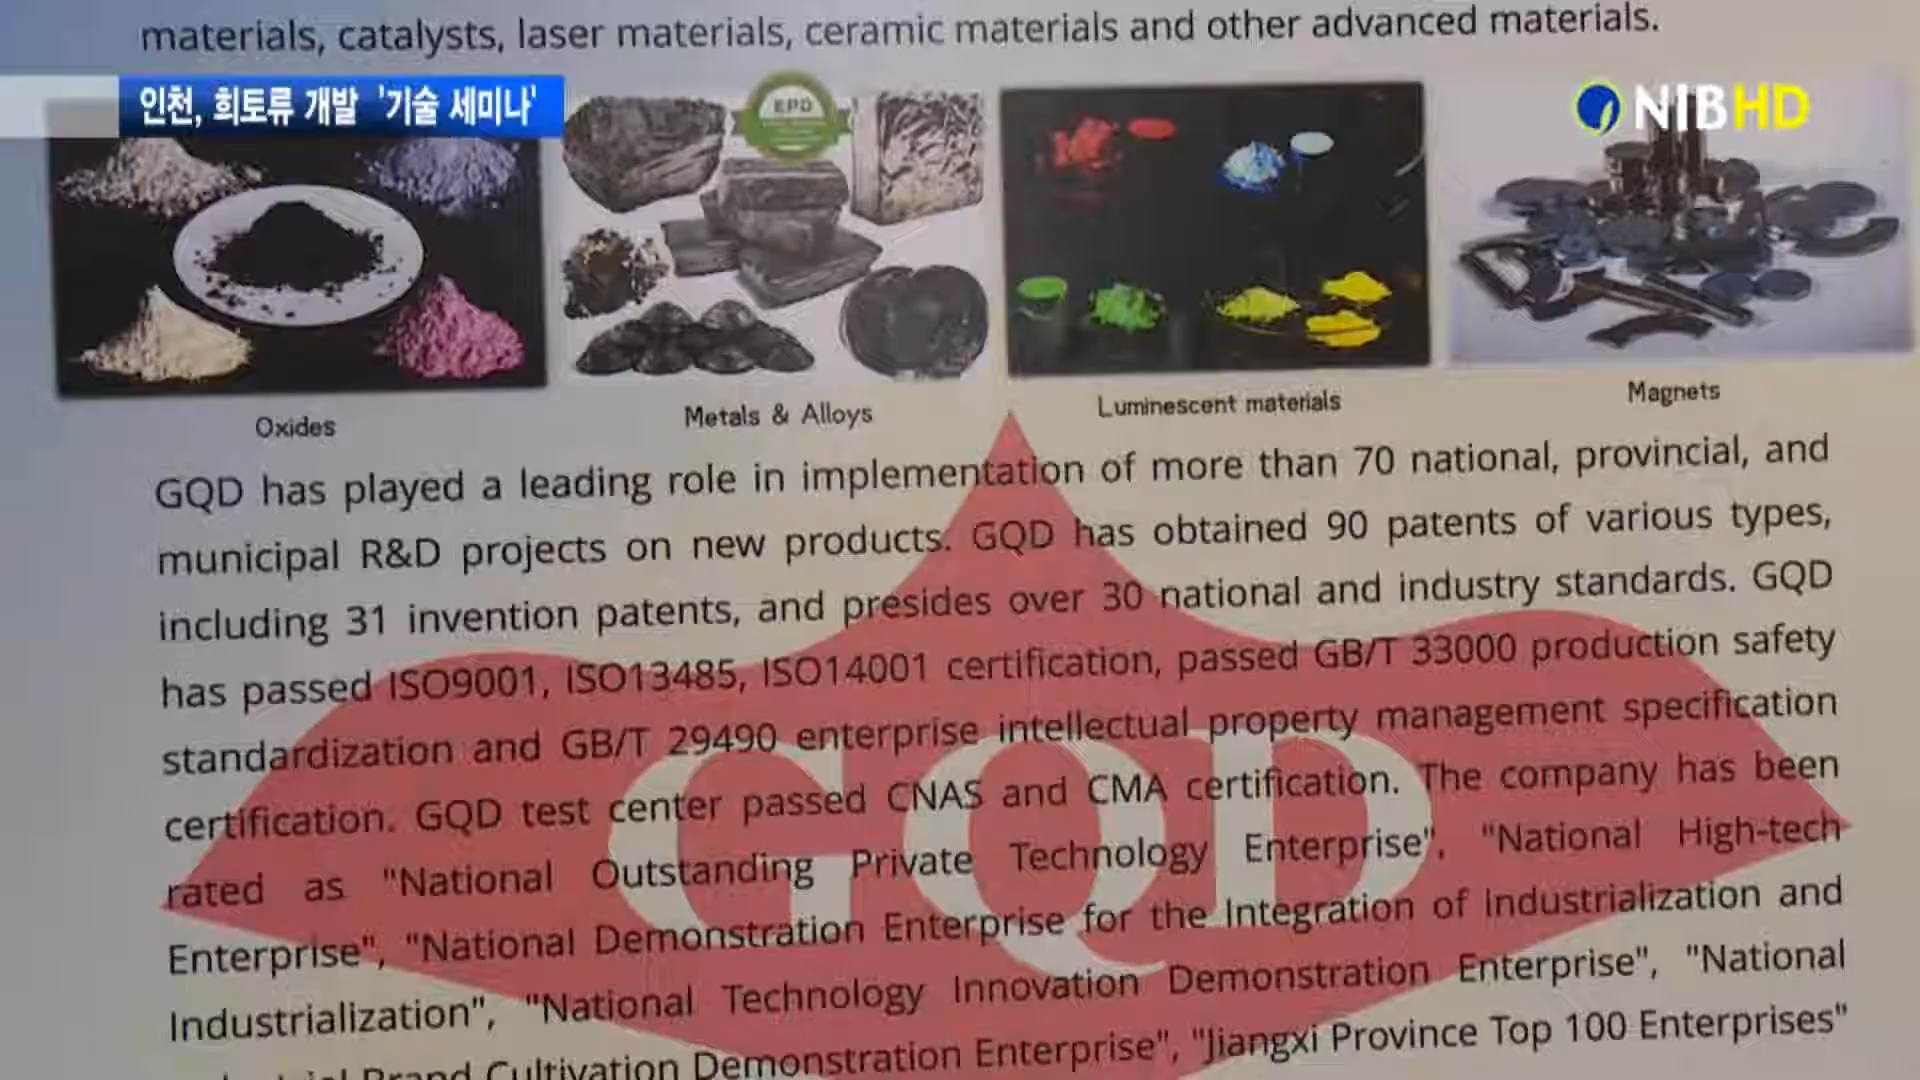 materials, catalysts, laser materials, ceramic materials and other advanced materials.
인천, 희토류 개발 '기술 세미나'
NIBHD
EPD
Oxides
Metals & Alloys
Luminescent materials
Magnets
GQD has played a leading role in implementation of more than 70 national, provincial, and
municipal R&D projects on new products. GQD has obtained 90 patents of various types,
including 31 invention patents, and presides over 30 national and industry standards. GQD
has passed ISO9001, ISO13485, ISO14001 certification, passed GB/T 33000 production safety
standardization and GB/T 29490 enterprise intellectual property management specification
certification. GQD test center passed CNAS and CMA certification. The company has been
rated as "National Outstanding Private Technology Enterprise", "National High-tech
Enterprise", "National Demonstration Enterprise for the Integration of Industrialization and
Industrialization", "National Technology Innovation Demonstration Enterprise", "National
Brand Cultivation Demonstration Enterprise", "Jiangxi Province Top 100 Enterprises"
GQD